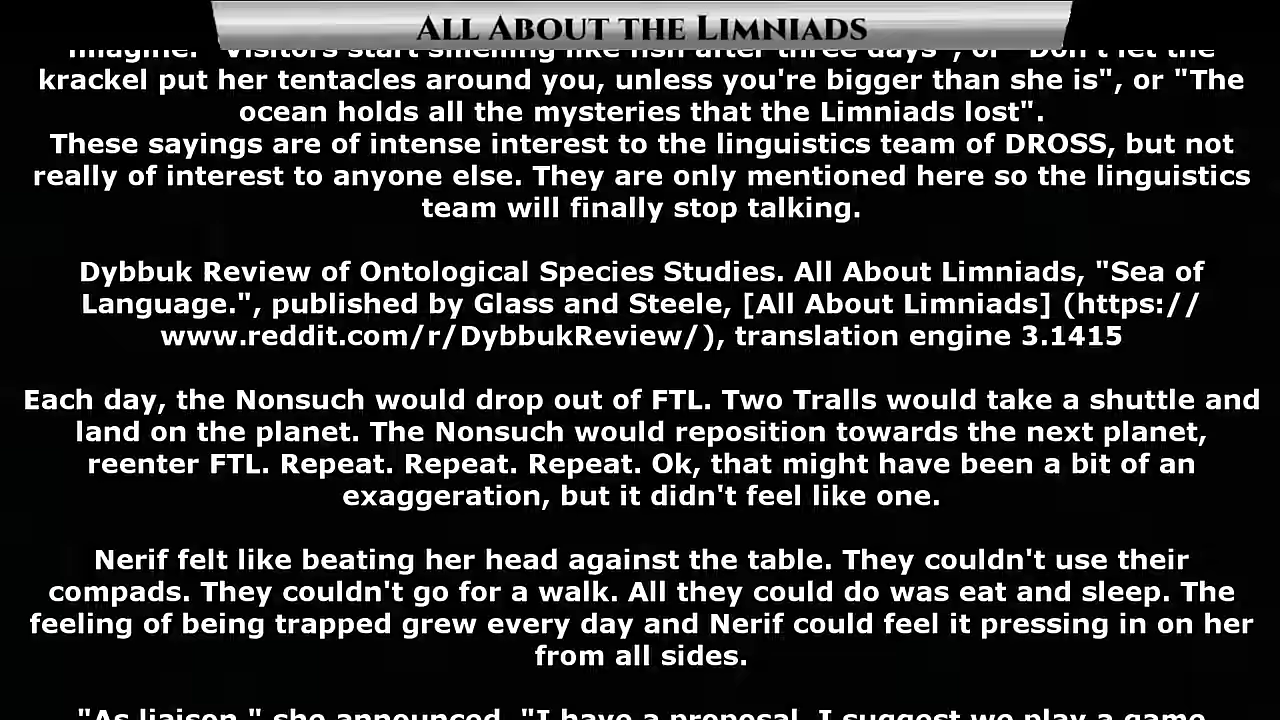 All About the Limniads
imagine. "Visitors start smelling like fish after three days", or "Don't let the
krackel put her tentacles around you, unless you're bigger than she is", or "The
ocean holds all the mysteries that the Limniads lost".
These sayings are of intense interest to the linguistics team of DROSS, but not
really of interest to anyone else. They are only mentioned here so the linguistics
team will finally stop talking.
Dybbuk Review of Ontological Species Studies. All About Limniads, "Sea of
Language.", published by Glass and Steele, [All About Limniads] (https://
www.reddit.com/r/DybbukReview/), translation engine 3.1415
Each day, the Nonsuch would drop out of FTL. Two Tralls would take a shuttle and
land on the planet. The Nonsuch would reposition towards the next planet,
reenter FTL. Repeat. Repeat. Repeat. Ok, that might have been a bit of an
exaggeration, but it didn't feel like one.
Nerif felt like beating her head against the table. They couldn't use their
compads. They couldn't go for a walk. All they could do was eat and sleep. The
feeling of being trapped grew every day and Nerif could feel it pressing in on her
from all sides.
"As liaison," she announced, "I have a proposal. I suggest we play a game